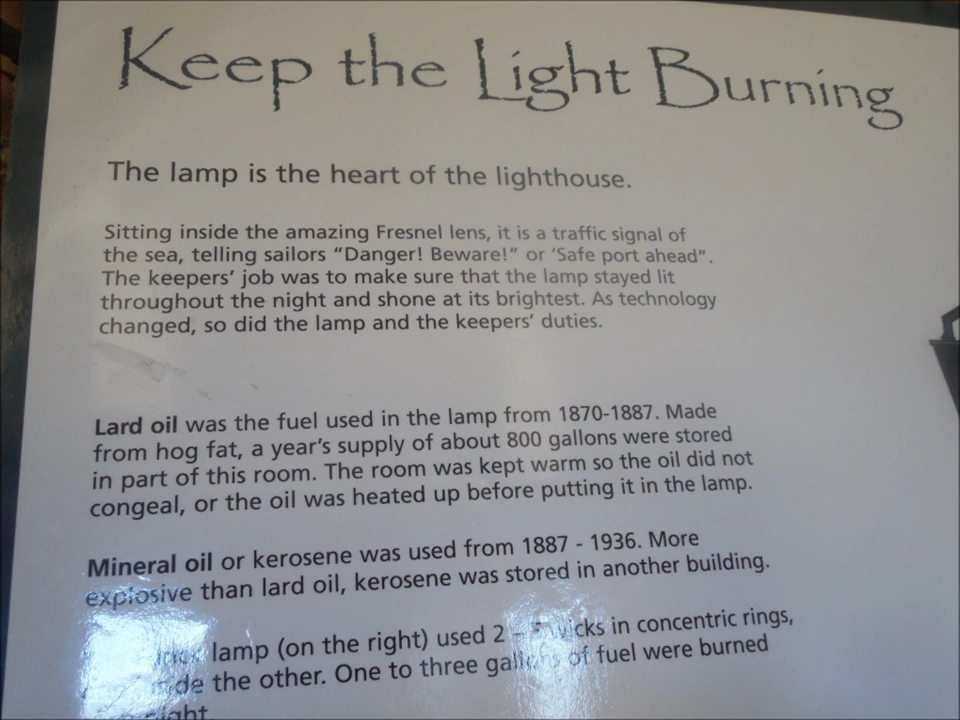 Keep the Light Burning
The lamp is the heart of the lighthouse.
Sitting inside the amazing Fresnel lens, it is a traffic signal of
the sea, telling sailors “Danger! Beware!“ or ‘Safe port ahead“.
The keepers’ job was to make sure that the lamp stayed lit
throughout the night and shone at its brightest. As technology
changed, so did the lamp and the keepers’ duties.
Lard oil was the fuel used in the lamp from 1870-1887. Made
from hog fat, a year’s supply of about 800 gallons were stored
in part of this room. The room was kept warm so the oil did not
congeal, or the oil was heated up before putting it in the lamp.
Mineral oil or kerosene was used from 1887 - 1936. More
explosive than lard oil, kerosene was stored in another building.
lamp (on the right) used 2 – wicks in concentric rings,
the other. One to three gallons of fuel were burned
night